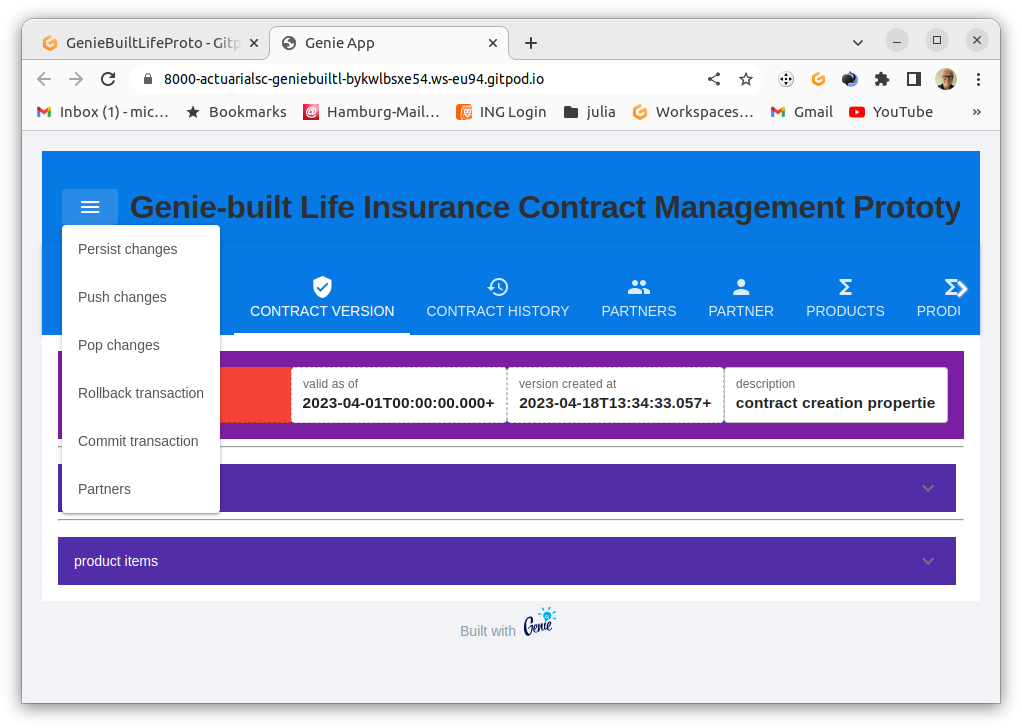 GenieBuiltLifeProto - Gitp
Genie App
8000-actuarialsc-geniebuiltl-bykwlbsxe54.ws-eu94.gitpod.io
Inbox (1) - mic…
Bookmarks
Hamburg-Mail…
ING Login
julia
Workspaces…
Gmail
YouTube
»
Genie-built Life Insurance Contract Management Prototy
Persist changes
Push changes
Pop changes
Rollback transaction
Commit transaction
Partners
CONTRACT VERSION
CONTRACT HISTORY
PARTNERS
PARTNER
PRODUCTS
PRODU
valid as of
2023-04-01T00:00:00.000+
version created at
2023-04-18T13:34:33.057+
description
contract creation propertie
product items
Built with Genie